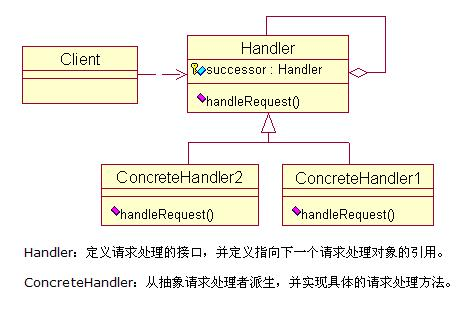 Handler
Client
successor : Handler
handleRequest()
ConcreteHandler2
ConcreteHandler1
handleRequest()
handleRequest()
Handler：定义请求处理的接口，并定义指向下一个请求处理对象的引用。
ConcreteHandler：从抽象请求处理者派生，并实现具体的请求处理方法。